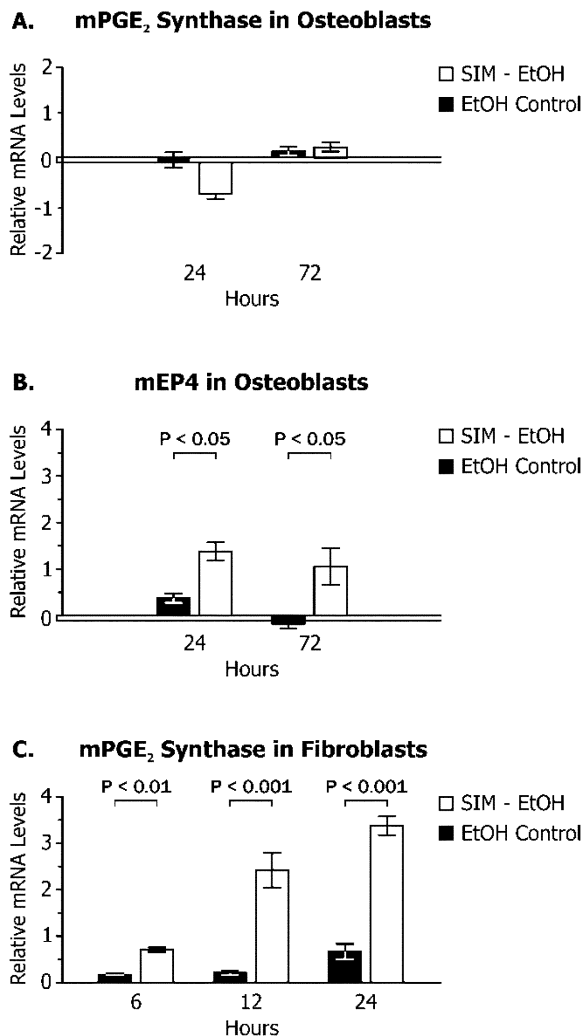 A. mPGE₂ Synthase in Osteoblasts
Relative mRNA Levels
2
1
0
-1
-2
24 72
Hours
SIM - EtOH
EtOH Control
B. mEP4 in Osteoblasts
Relative mRNA Levels
4
3
2
1
0
P < 0.05 P < 0.05
24 72
Hours
SIM - EtOH
EtOH Control
C. mPGE₂ Synthase in Fibroblasts
Relative mRNA Levels
4
3
2
1
0
P < 0.01 P < 0.001 P < 0.001
6 12 24
Hours
SIM - EtOH
EtOH Control